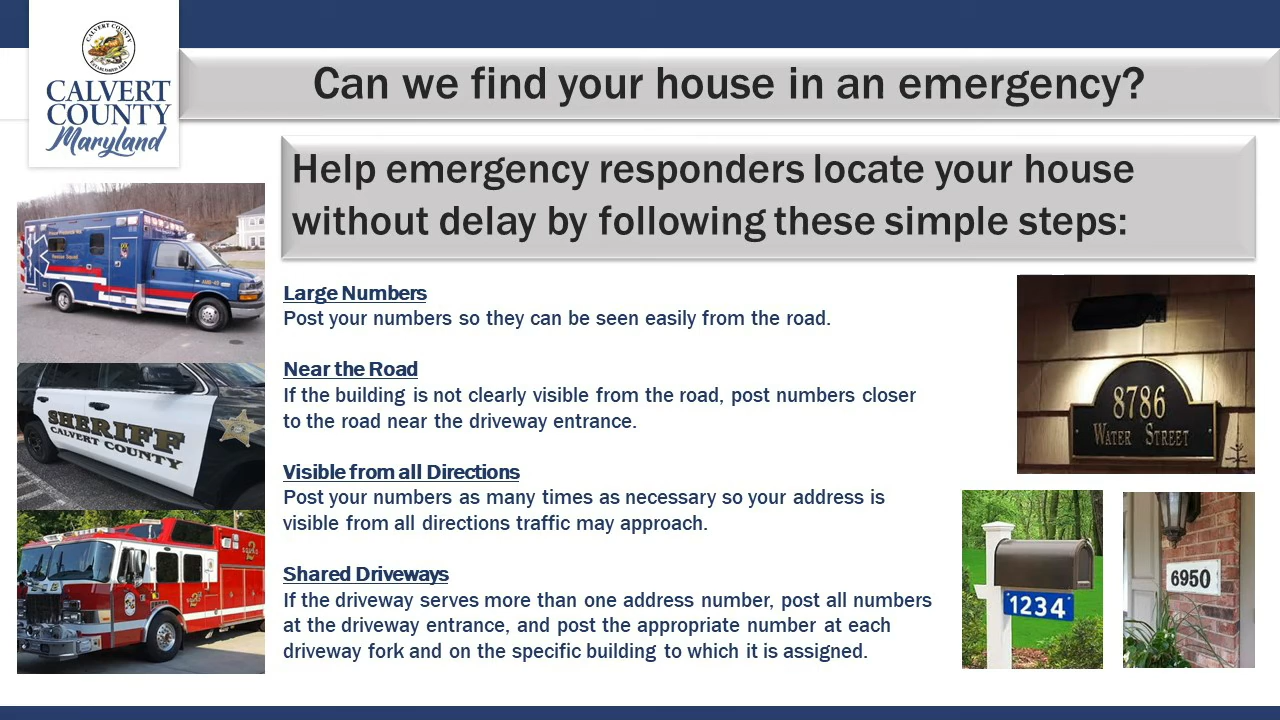 CALVERT COUNTY
CALVERT
COUNTY
Maryland
Can we find your house in an emergency?
Help emergency responders locate your house
without delay by following these simple steps:
Large Numbers
Post your numbers so they can be seen easily from the road.
Near the Road
If the building is not clearly visible from the road, post numbers closer
to the road near the driveway entrance.
Visible from all Directions
Post your numbers as many times as necessary so your address is
visible from all directions traffic may approach.
Shared Driveways
If the driveway serves more than one address number, post all numbers
at the driveway entrance, and post the appropriate number at each
driveway fork and on the specific building to which it is assigned.
SHERIFF
CALVERT COUNTY
8786
WATER STREET
1234
6950